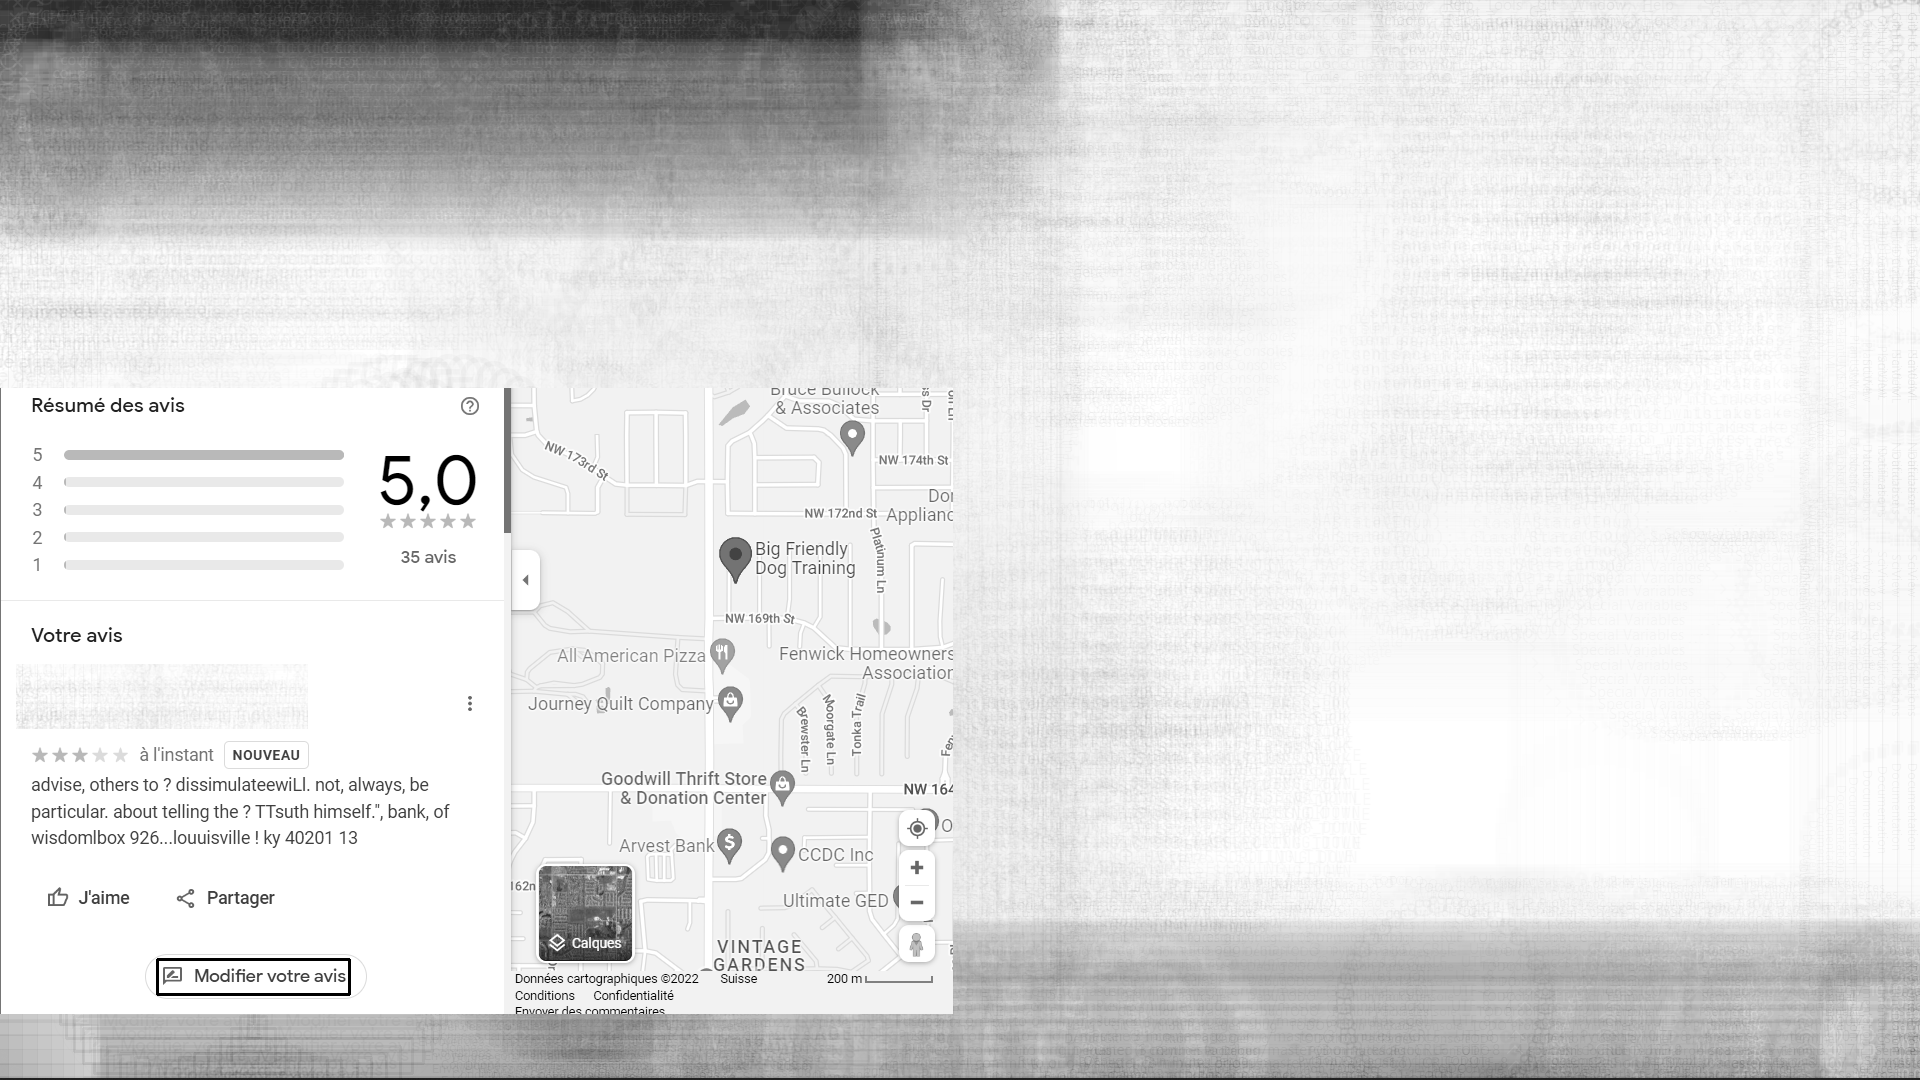 Résumé des avis
5
4
3
2
1
5,0
35 avis
Votre avis
à l'instant NOUVEAU
advise, others to ? dissimulateewiLl. not, always, be
particular. about telling the ? TTsuth himself.", bank, of
wisdomlbox 926...louuisville ! ky 40201 13
J'aime Partager
Modifier votre avis
Bruce Bullock
& Associates
NW 173rd St
NW 174th St
NW 172nd St
Platinum Ln
Big Friendly
Dog Training
NW 169th St
All American Pizza
Fenwick Homeowners
Association
Journey Quilt Company
Brewster Ln
Moorgate Ln
Tonka Trail
Goodwill Thrift Store
& Donation Center
NW 164
Arvest Bank
CCDC Inc
Ultimate GED
Calques
VINTAGE
GARDENS
Données cartographiques ©2022 Suisse 200 m
Conditions Confidentialité
Envoyer des commentaires